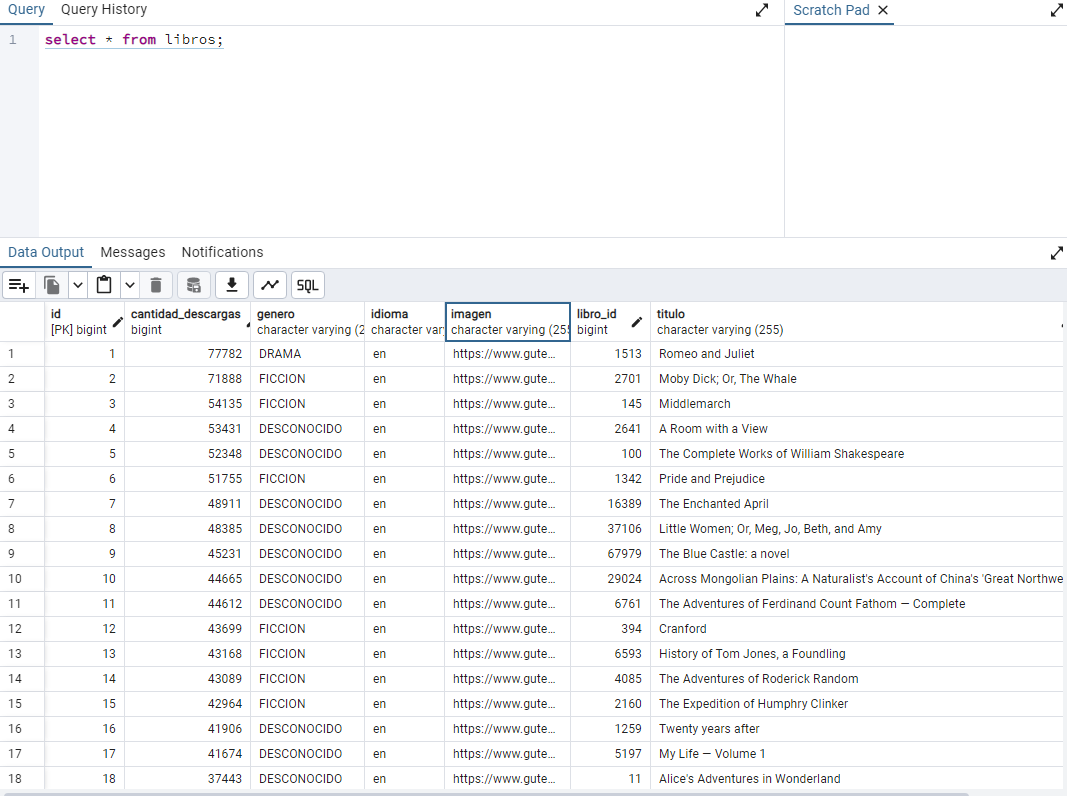 Query Query History Scratch Pad
1 select * from libros;
Data Output Messages Notifications
SQL
id cantidad_descargas genero idioma imagen libro_id titulo
[PK] bigint bigint character varying (2 character var character varying (255 bigint character varying (255)
1 1 77782 DRAMA en https://www.gute... 1513 Romeo and Juliet
2 2 71888 FICCION en https://www.gute... 2701 Moby Dick; Or, The Whale
3 3 54135 FICCION en https://www.gute... 145 Middlemarch
4 4 53431 DESCONOCIDO en https://www.gute... 2641 A Room with a View
5 5 52348 DESCONOCIDO en https://www.gute... 100 The Complete Works of William Shakespeare
6 6 51755 FICCION en https://www.gute... 1342 Pride and Prejudice
7 7 48911 DESCONOCIDO en https://www.gute... 16389 The Enchanted April
8 8 48385 DESCONOCIDO en https://www.gute... 37106 Little Women; Or, Meg, Jo, Beth, and Amy
9 9 45231 DESCONOCIDO en https://www.gute... 67979 The Blue Castle: a novel
10 10 44665 DESCONOCIDO en https://www.gute... 29024 Across Mongolian Plains: A Naturalist's Account of China's 'Great Northwe
11 11 44612 DESCONOCIDO en https://www.gute... 6761 The Adventures of Ferdinand Count Fathom — Complete
12 12 43699 FICCION en https://www.gute... 394 Cranford
13 13 43168 FICCION en https://www.gute... 6593 History of Tom Jones, a Foundling
14 14 43089 FICCION en https://www.gute... 4085 The Adventures of Roderick Random
15 15 42964 FICCION en https://www.gute... 2160 The Expedition of Humphry Clinker
16 16 41906 DESCONOCIDO en https://www.gute... 1259 Twenty years after
17 17 41674 DESCONOCIDO en https://www.gute... 5197 My Life — Volume 1
18 18 37443 DESCONOCIDO en https://www.gute... 11 Alice's Adventures in Wonderland